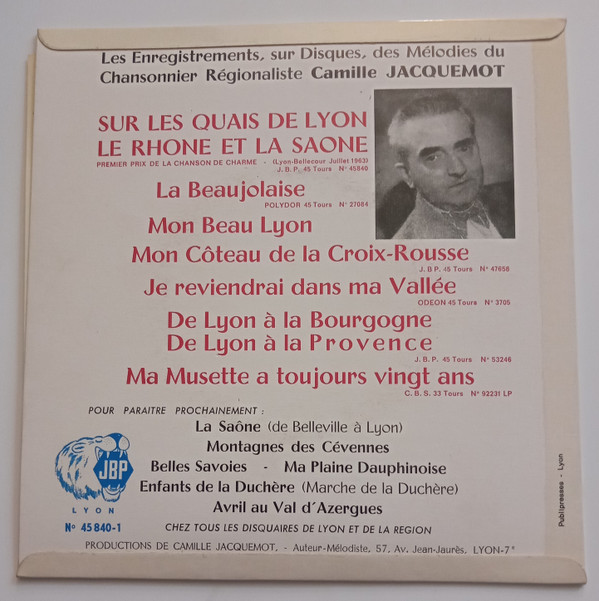 Les Enregistrements, sur Disques, des Mélodies du
Chansonnier Régionaliste Camille JACQUEMOT
SUR LES QUAIS DE LYON
LE RHONE ET LA SAONE
PREMIER PRIX DE LA CHANSON DE CHARME - (Lyon-Bellecour Juillet 1963)
J. B. P. 45 Tours N° 45840
La Beaujolaise
POLYDOR 45 Tours N° 27084
Mon Beau Lyon
Mon Côteau de la Croix-Rousse
J. B P. 45 Tours N° 47658
Je reviendrai dans ma Vallée
ODEON 45 Tours N° 3705
De Lyon à la Bourgogne
De Lyon à la Provence
J. B. P. 45 Tours N° 53246
Ma Musette a toujours vingt ans
C. B. S. 33 Tours N° 92231 LP
POUR PARAITRE PROCHAINEMENT :
La Saône (de Belleville à Lyon)
Montagnes des Cévennes
Belles Savoies - Ma Plaine Dauphinoise
Enfants de la Duchère (Marche de la Duchère)
Avril au Val d'Azergues
JBP
LYON
N° 45 840-1
CHEZ TOUS LES DISQUAIRES DE LYON ET DE LA REGION
PRODUCTIONS DE CAMILLE JACQUEMOT, - Auteur-Mélodiste, 57, Av. Jean-Jaurès, LYON-7e
Publipresses - Lyon